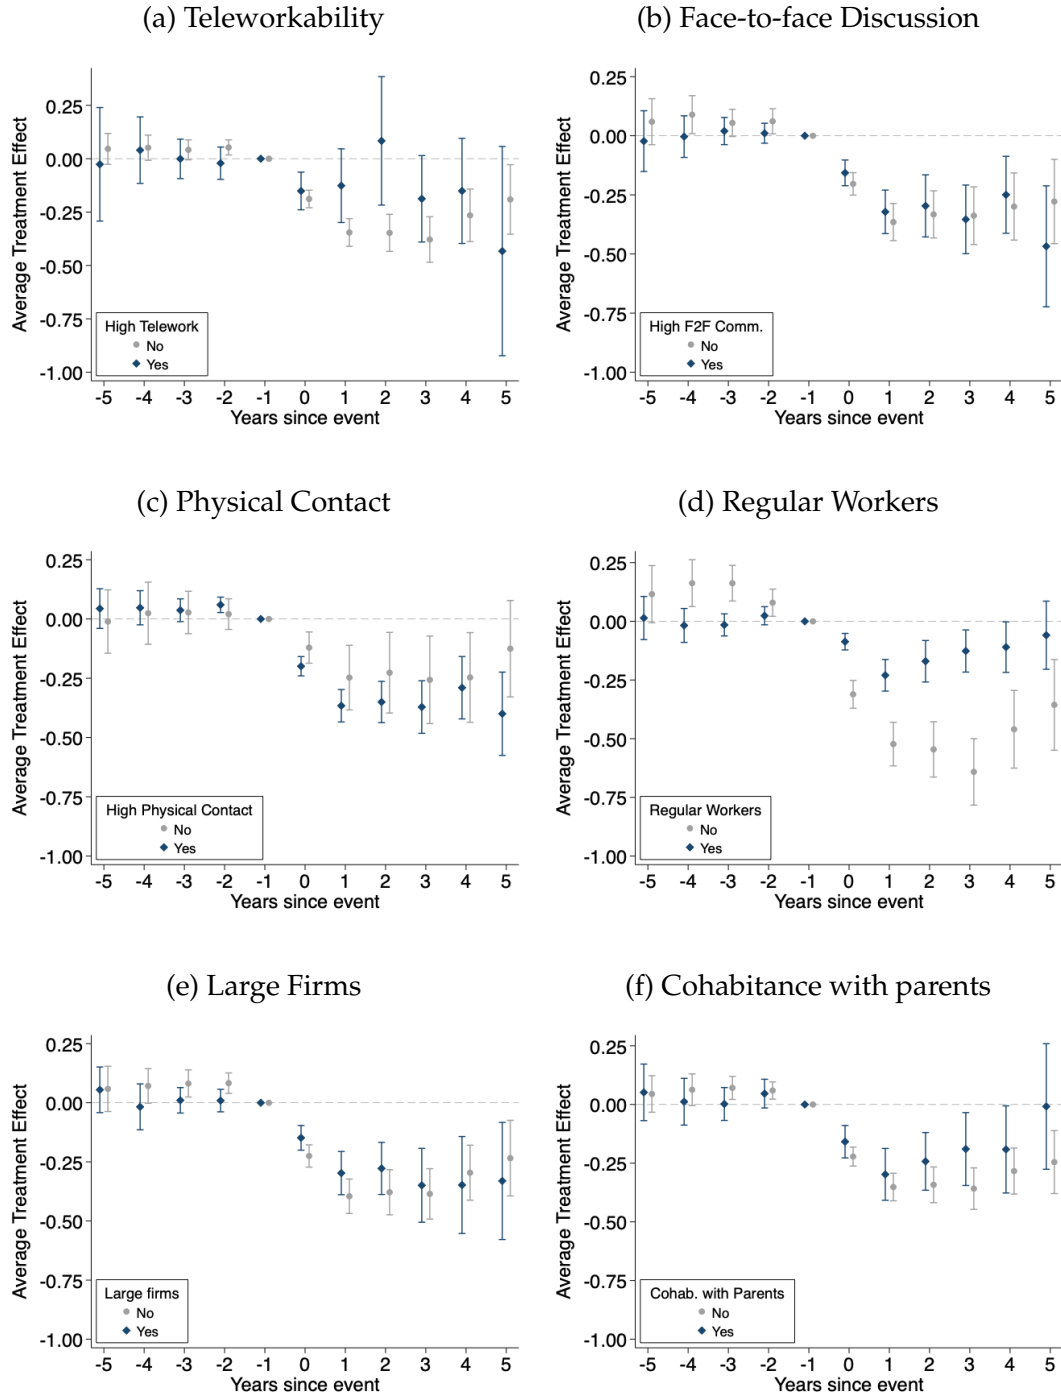 (a) Teleworkability
Average Treatment Effect
0.25
0.00
-0.25
-0.50
-0.75
-1.00
High Telework
No
Yes
-5 -4 -3 -2 -1 0 1 2 3 4 5
Years since event
(b) Face-to-face Discussion
Average Treatment Effect
0.25
0.00
-0.25
-0.50
-0.75
-1.00
High F2F Comm.
No
Yes
-5 -4 -3 -2 -1 0 1 2 3 4 5
Years since event
(c) Physical Contact
Average Treatment Effect
0.25
0.00
-0.25
-0.50
-0.75
-1.00
High Physical Contact
No
Yes
-5 -4 -3 -2 -1 0 1 2 3 4 5
Years since event
(d) Regular Workers
Average Treatment Effect
0.25
0.00
-0.25
-0.50
-0.75
-1.00
Regular Workers
No
Yes
-5 -4 -3 -2 -1 0 1 2 3 4 5
Years since event
(e) Large Firms
Average Treatment Effect
0.25
0.00
-0.25
-0.50
-0.75
-1.00
Large firms
No
Yes
-5 -4 -3 -2 -1 0 1 2 3 4 5
Years since event
(f) Cohabitance with parents
Average Treatment Effect
0.25
0.00
-0.25
-0.50
-0.75
-1.00
Cohab. with Parents
No
Yes
-5 -4 -3 -2 -1 0 1 2 3 4 5
Years since event